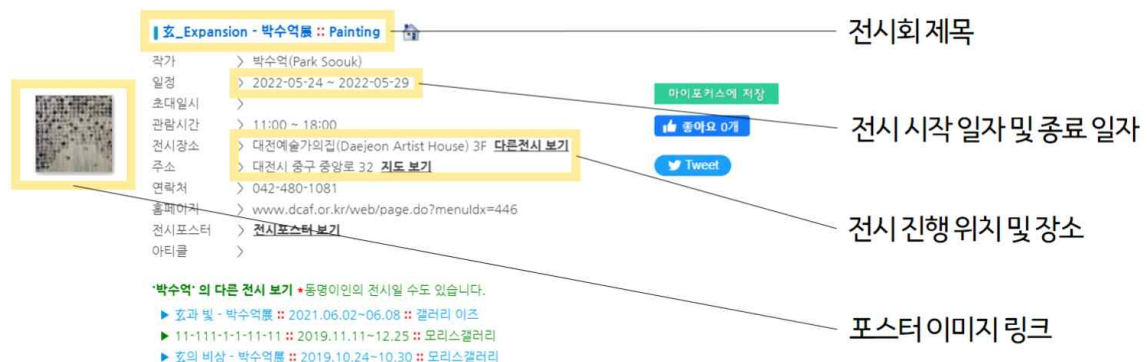 玄_Expansion - 박수억展 :: Painting
전시회 제목
작가 > 박수억(Park Soouk)
일정 > 2022-05-24 ~ 2022-05-29
마이포커스에 저장
초대일시 >
관람시간 > 11:00 ~ 18:00
좋아요 0개
전시 시작 일자 및 종료 일자
전시장소 > 대전예술가의집(Daejeon Artist House) 3F 다른전시 보기
주소 > 대전시 중구 중앙로 32 지도 보기
Tweet
연락처 > 042-480-1081
홈페이지 > www.dcaf.or.kr/web/page.do?menuIdx=446
전시 진행 위치 및 장소
전시포스터 > 전시포스터 보기
아티클 >
'박수억' 의 다른 전시 보기 *동명이인의 전시일 수도 있습니다.
▶ 玄과 빛 - 박수억展 :: 2021.06.02~06.08 :: 갤러리 이즈
포스터 이미지 링크
▶ 11-111-1-1-11-11 :: 2019.11.11~12.25 :: 모리스갤러리
▶ 玄의 비상 - 박수억展 :: 2019.10.24~10.30 :: 모리스갤러리